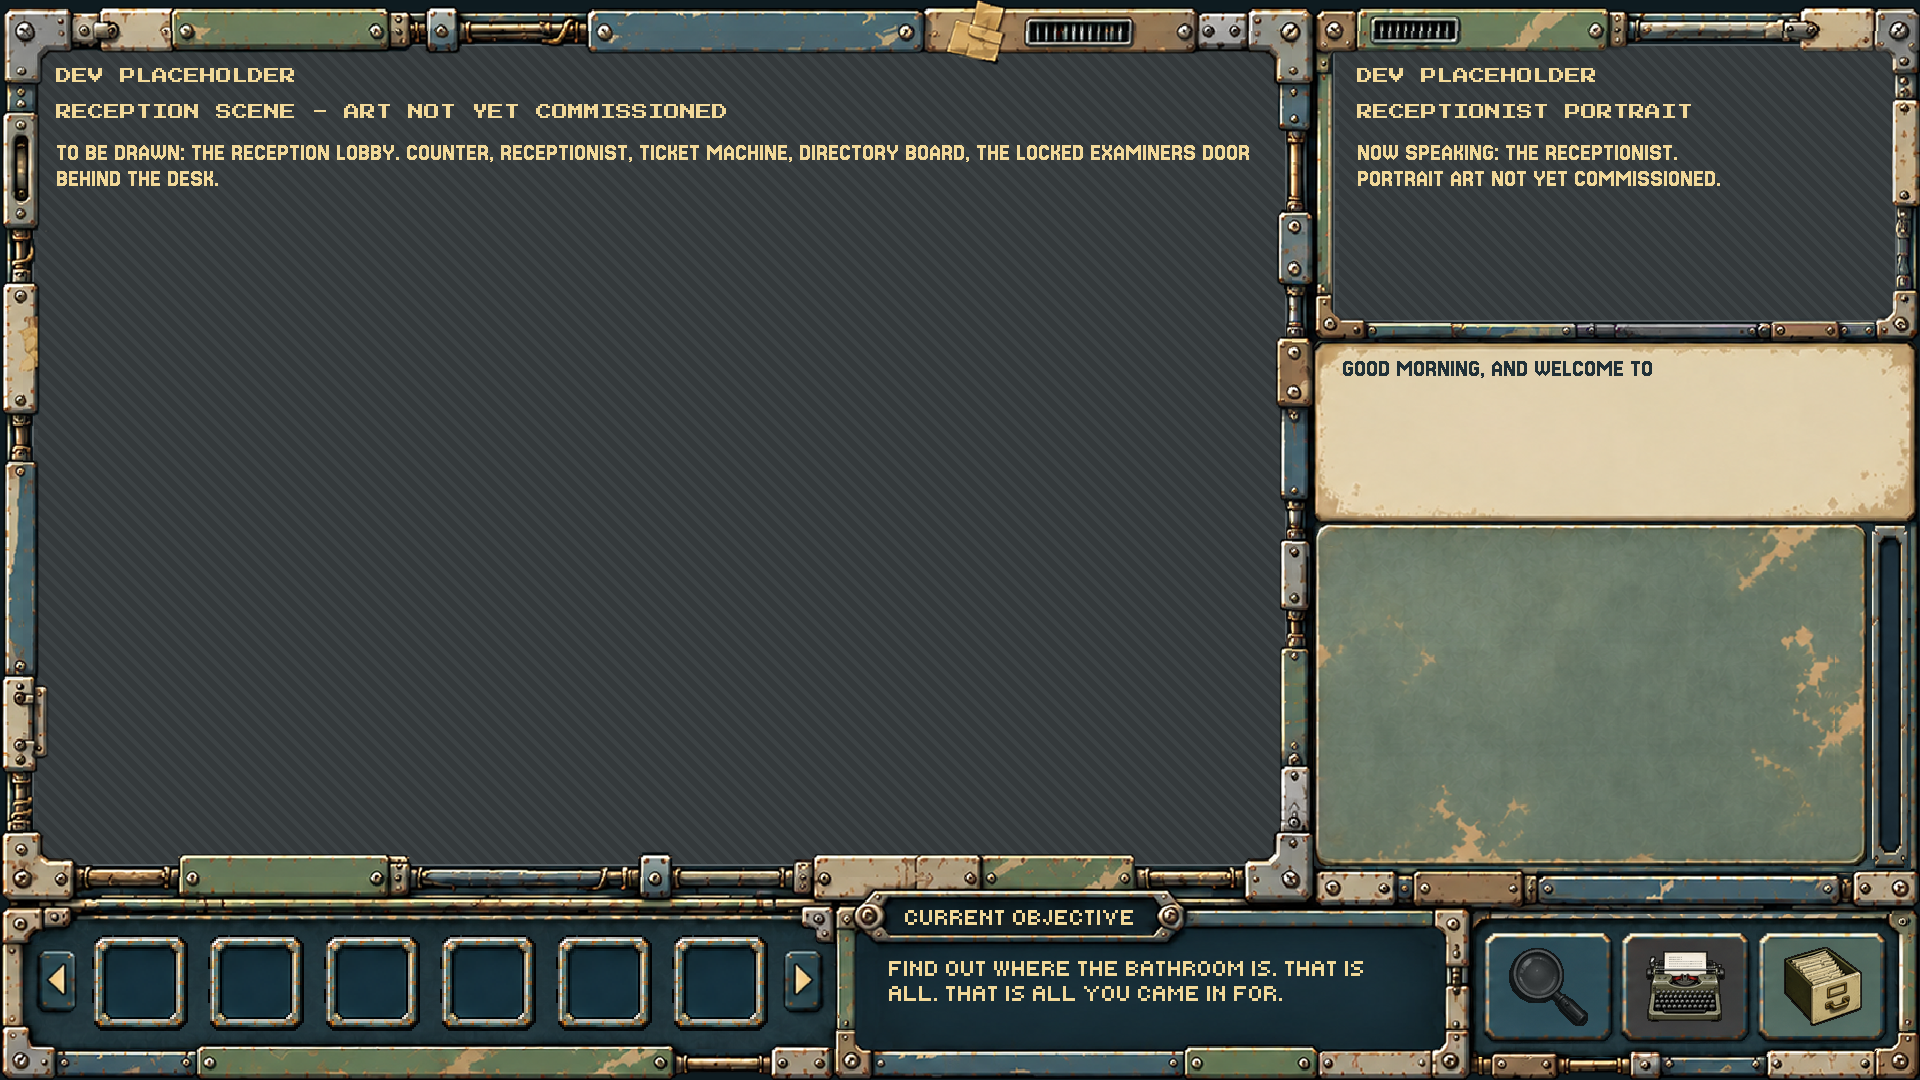 DEV PLACEHOLDER
RECEPTION SCENE - ART NOT YET COMMISSIONED
TO BE DRAWN: THE RECEPTION LOBBY. COUNTER, RECEPTIONIST, TICKET MACHINE, DIRECTORY BOARD, THE LOCKED EXAMINERS DOOR
BEHIND THE DESK.
DEV PLACEHOLDER
RECEPTIONIST PORTRAIT
NOW SPEAKING: THE RECEPTIONIST.
PORTRAIT ART NOT YET COMMISSIONED.
GOOD MORNING, AND WELCOME TO
CURRENT OBJECTIVE
FIND OUT WHERE THE BATHROOM IS. THAT IS
ALL. THAT IS ALL YOU CAME IN FOR.